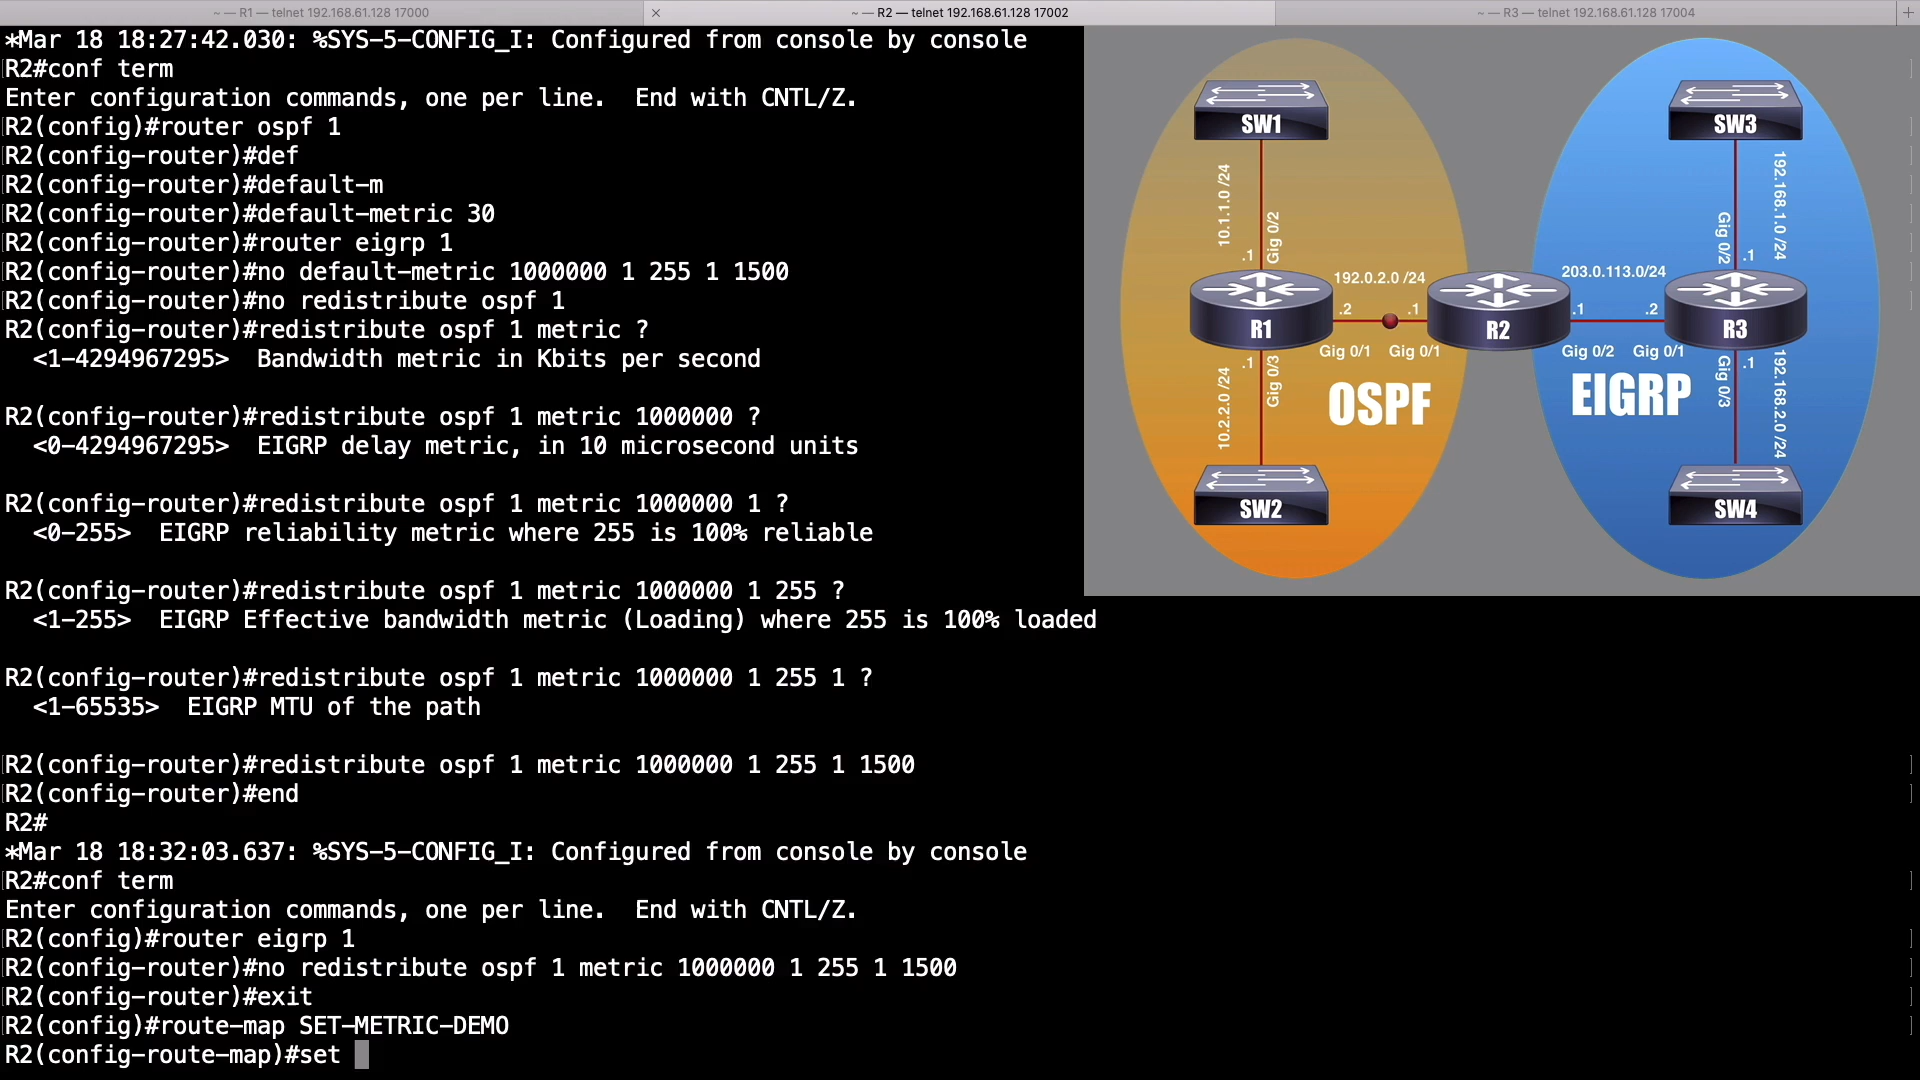 ~ — R1 — telnet 192.168.61.128 17000
~ — R2 — telnet 192.168.61.128 17002
~ — R3 — telnet 192.168.61.128 17004
*Mar 18 18:27:42.030: %SYS-5-CONFIG_I: Configured from console by console
R2#conf term
Enter configuration commands, one per line.  End with CNTL/Z.
R2(config)#router ospf 1
R2(config-router)#def
R2(config-router)#default-m
R2(config-router)#default-metric 30
R2(config-router)#router eigrp 1
R2(config-router)#no default-metric 1000000 1 255 1 1500
R2(config-router)#no redistribute ospf 1
R2(config-router)#redistribute ospf 1 metric ?
  <1-4294967295>  Bandwidth metric in Kbits per second
R2(config-router)#redistribute ospf 1 metric 1000000 ?
  <0-4294967295>  EIGRP delay metric, in 10 microsecond units
R2(config-router)#redistribute ospf 1 metric 1000000 1 ?
  <0-255>  EIGRP reliability metric where 255 is 100% reliable
R2(config-router)#redistribute ospf 1 metric 1000000 1 255 ?
  <1-255>  EIGRP Effective bandwidth metric (Loading) where 255 is 100% loaded
R2(config-router)#redistribute ospf 1 metric 1000000 1 255 1 ?
  <1-65535>  EIGRP MTU of the path
R2(config-router)#redistribute ospf 1 metric 1000000 1 255 1 1500
R2(config-router)#end
R2#
*Mar 18 18:32:03.637: %SYS-5-CONFIG_I: Configured from console by console
R2#conf term
Enter configuration commands, one per line.  End with CNTL/Z.
R2(config)#router eigrp 1
R2(config-router)#no redistribute ospf 1 metric 1000000 1 255 1 1500
R2(config-router)#exit
R2(config)#route-map SET-METRIC-DEMO
R2(config-route-map)#set
SW1
10.1.1.0 /24
Gig 0/2
.1
R1
192.0.2.0 /24
.2
.1
Gig 0/1
Gig 0/1
.1
Gig 0/3
10.2.2.0 /24
SW2
OSPF
R2
203.0.113.0/24
.1
.2
Gig 0/2
Gig 0/1
EIGRP
SW3
192.168.1.0 /24
Gig 0/2
.1
R3
.1
Gig 0/3
192.168.2.0 /24
SW4